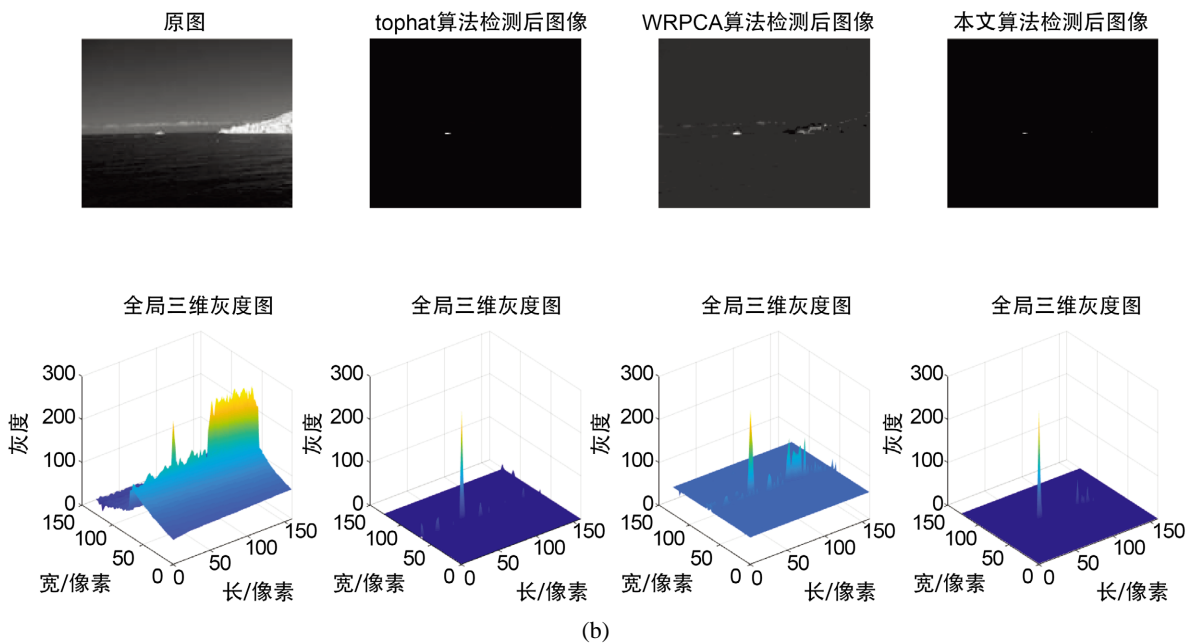 原图 tophat算法检测后图像 WRPCA算法检测后图像 本文算法检测后图像
全局三维灰度图 全局三维灰度图 全局三维灰度图 全局三维灰度图
300 300 300 300
200 200 200 200
灰度 灰度 灰度 灰度
100 100 100 100
0 0 0 0
150 150 150 150 150 150 150 150
100 100 100 100 100 100 100 100
50 50 50 50 50 50 50 50
0 0 0 0 0 0 0 0
宽/像素 长/像素 宽/像素 长/像素 宽/像素 长/像素 宽/像素 长/像素
(b)